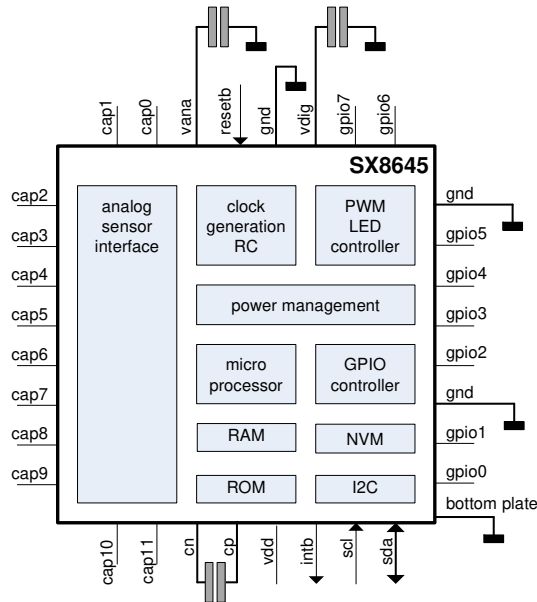 cap1
cap0
vana
resetb
gnd
vdig
gpio7
gpio6
SX8645
cap2
cap3
cap4
cap5
cap6
cap7
cap8
cap9
analog
sensor
interface
clock
generation
RC
PWM
LED
controller
power management
micro
processor
GPIO
controller
RAM
NVM
ROM
I2C
gnd
gpio5
gpio4
gpio3
gpio2
gnd
gpio1
gpio0
bottom plate
cap10
cap11
cn
cp
vdd
intb
scl
sda